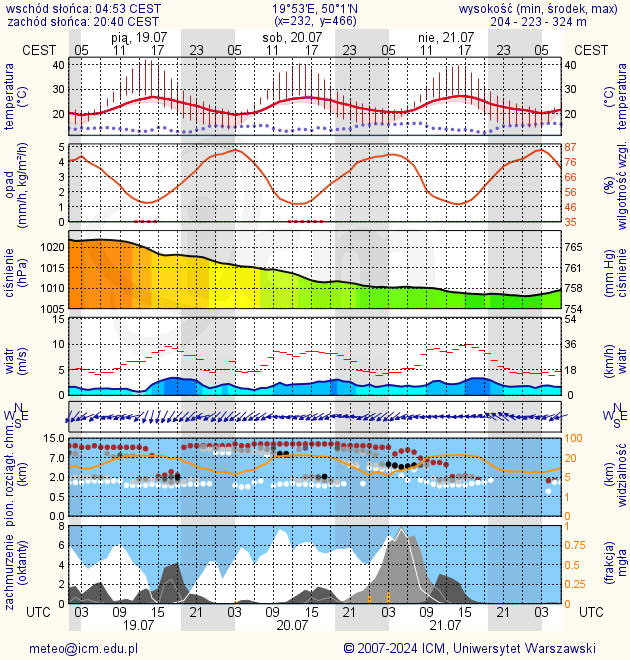 wschód słońca: 04:53 CEST 19°53'E, 50°1'N wysokość (min, środek, max)
zachód słońca: 20:40 CEST (x=232, y=466) 204 - 223 - 324 m
pią, 19.07 sob, 20.07 nie, 21.07
CEST 05 11 17 23 05 11 17 23 05 11 17 23 05 CEST
temperatura (°C) 40 30 20 40 30 20 (°C) temperatura
opad (mm/h, kg/m²/h) 5 4 3 2 1 0 87 76 66 56 46 35 (%) wilgotność wzgl.
ciśnienie (hPa) 1020 1015 1010 1005 765 761 758 754 (mm Hg) ciśnienie
wiatr (m/s) 15 10 5 0 54 36 18 0 (km/h) wiatr
N W E S N W E S
pion. rozciągł. chm. (km) 15.0 7.0 2.0 0.5 0.0 100 20 5 1 0 (km) widzialność
zachmurzenie (oktanty) 8 6 4 2 0 1 0.75 0.5 0.25 0 (frakcja) mgła
UTC 03 09 15 21 03 09 15 21 03 09 15 21 03 UTC
19.07 20.07 21.07
meteo@icm.edu.pl © 2007-2024 ICM, Uniwersytet Warszawski